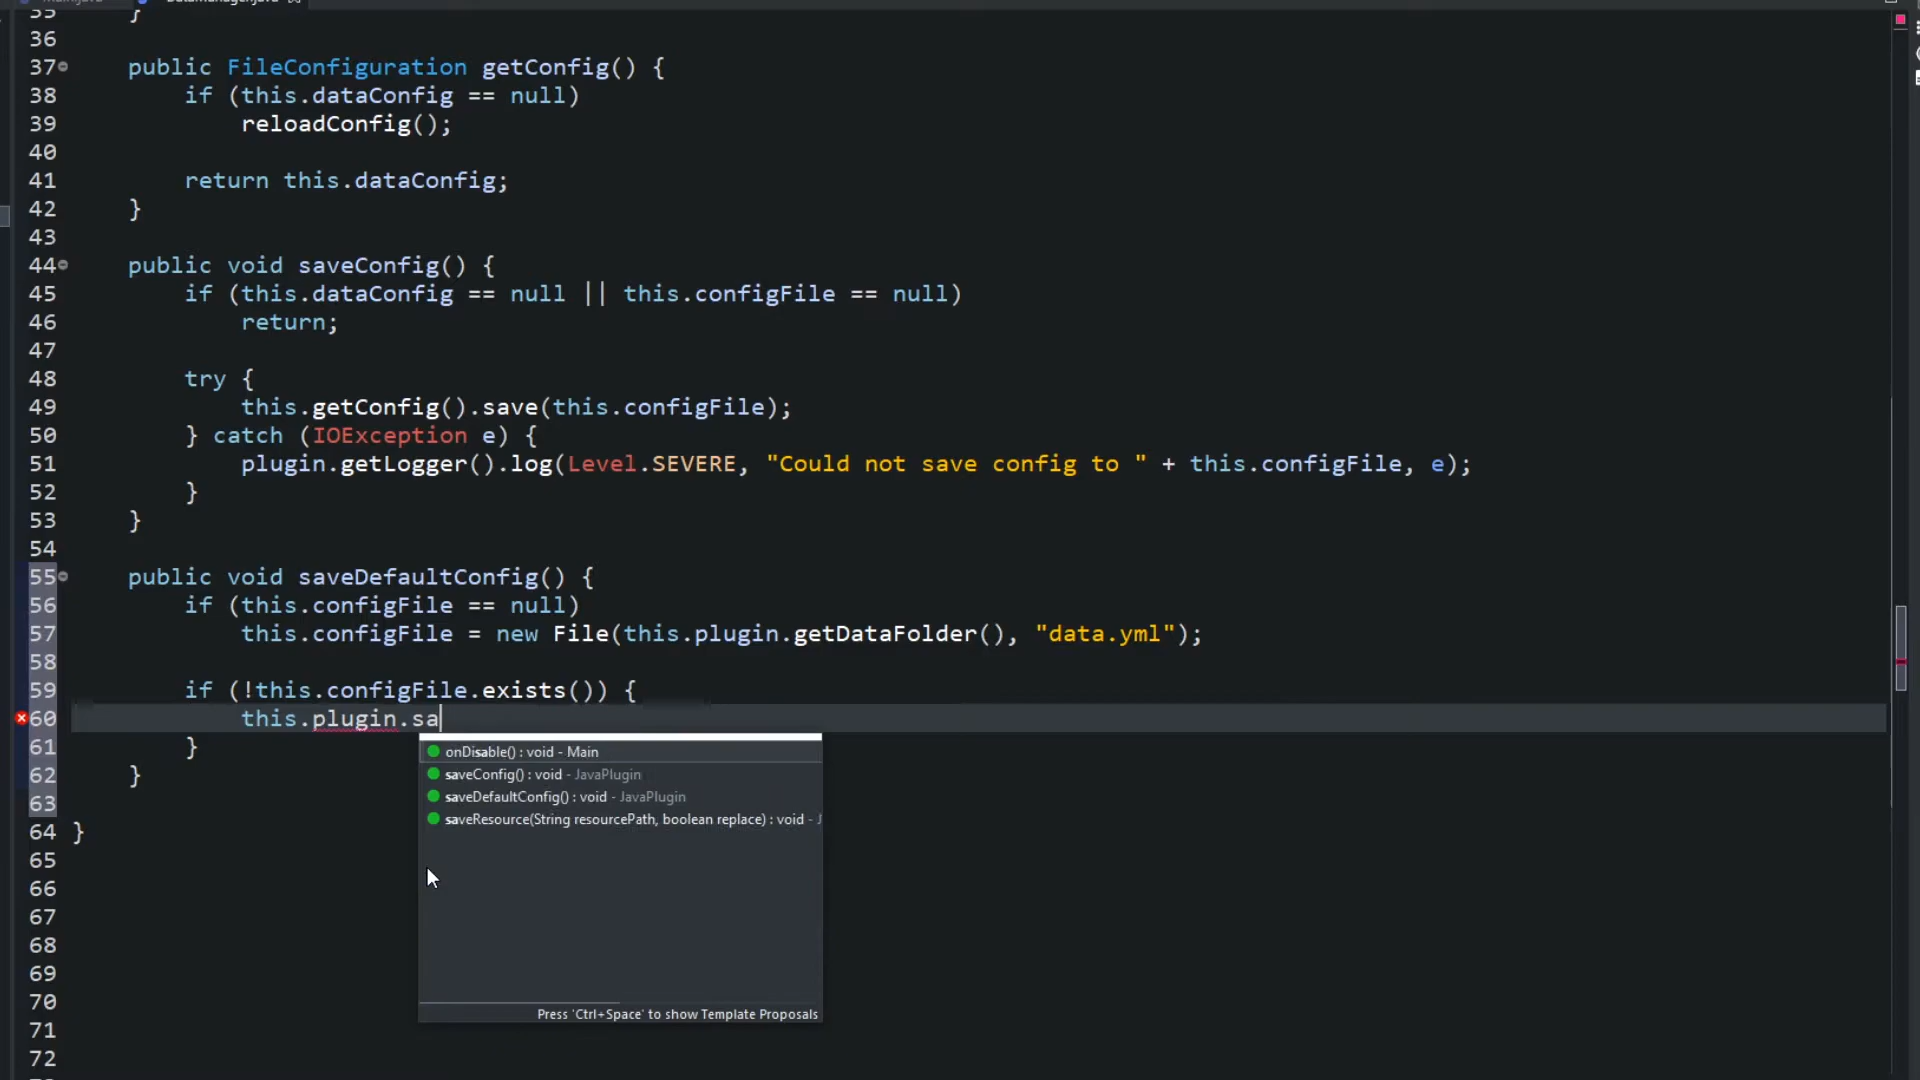 DataManager.java
35 }
36
37 public FileConfiguration getConfig() {
38 if (this.dataConfig == null)
39 reloadConfig();
40
41 return this.dataConfig;
42 }
43
44 public void saveConfig() {
45 if (this.dataConfig == null || this.configFile == null)
46 return;
47
48 try {
49 this.getConfig().save(this.configFile);
50 } catch (IOException e) {
51 plugin.getLogger().log(Level.SEVERE, "Could not save config to " + this.configFile, e);
52 }
53 }
54
55 public void saveDefaultConfig() {
56 if (this.configFile == null)
57 this.configFile = new File(this.plugin.getDataFolder(), "data.yml");
58
59 if (!this.configFile.exists()) {
60 this.plugin.sa
61 }
62 }
63
64 }
65
66
67
68
69
70
71
72
onDisable() : void - Main
saveConfig() : void - JavaPlugin
saveDefaultConfig() : void - JavaPlugin
saveResource(String resourcePath, boolean replace) : void - J
Press 'Ctrl+Space' to show Template Proposals